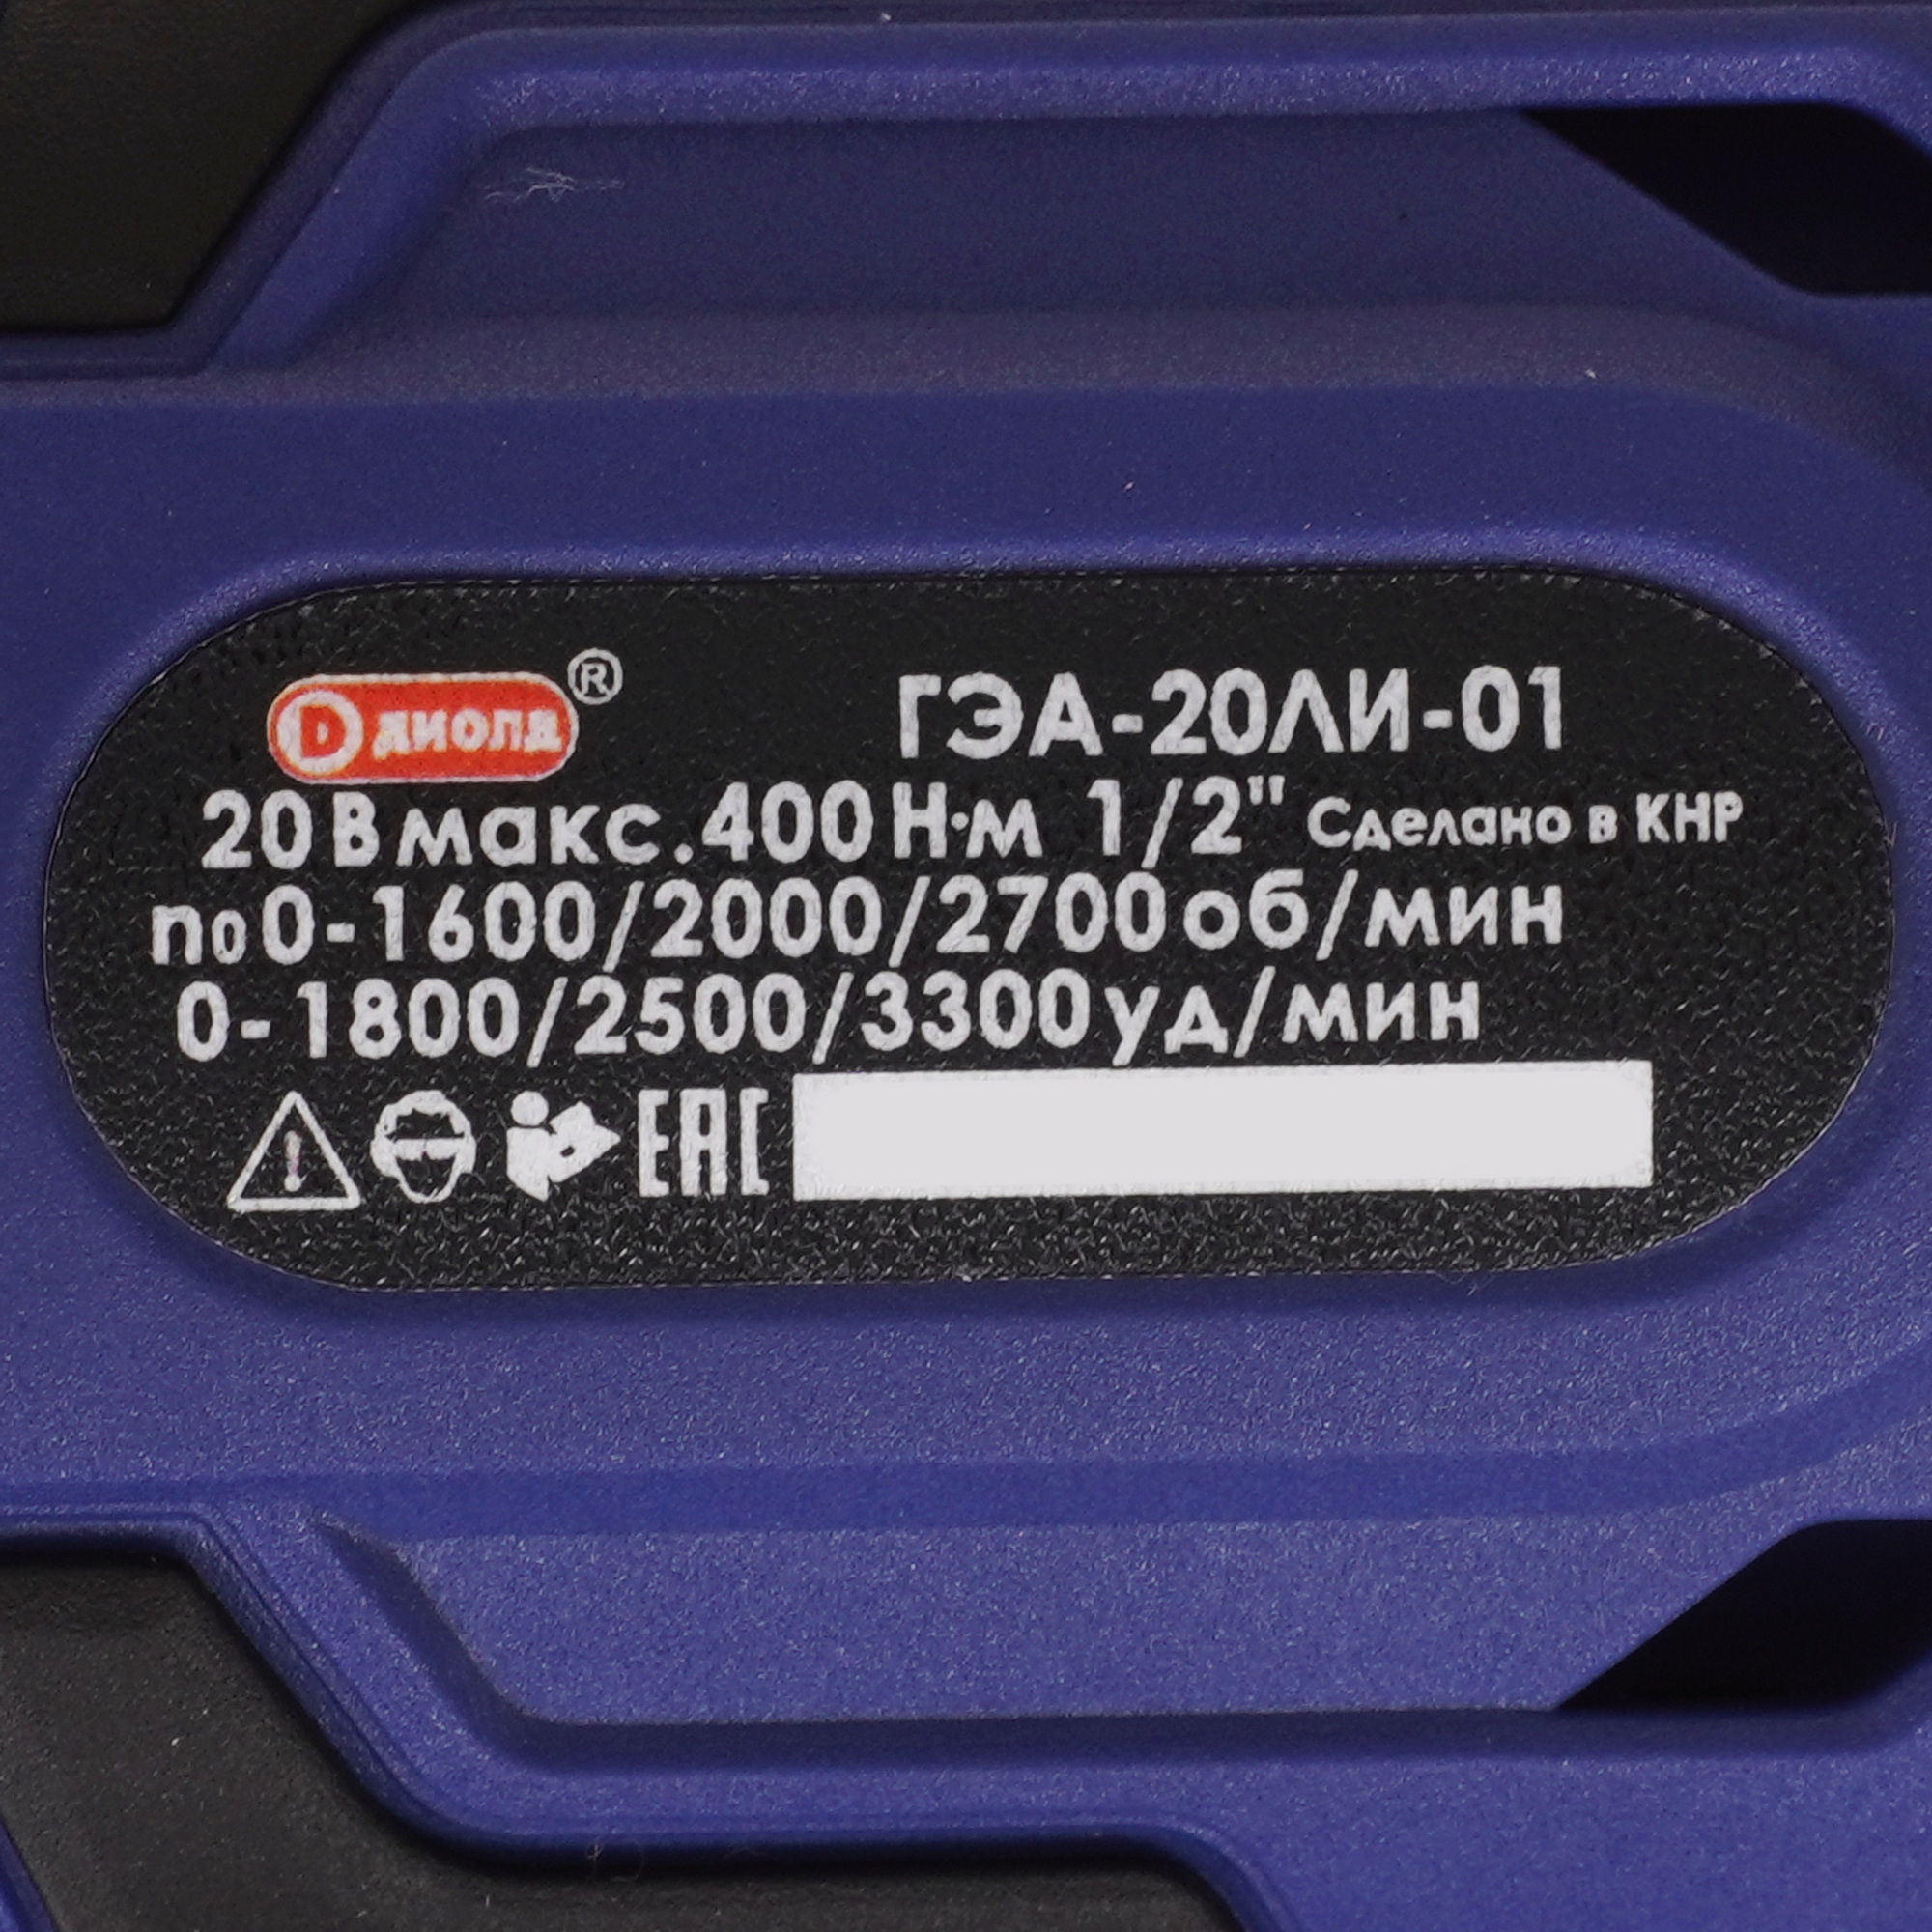 D диолд ® ГЭА-20ЛИ-01
20 В макс. 400 Н·м 1/2" Сделано в КНР
n0 0-1600/2000/2700 об/мин
0-1800/2500/3300 уд/мин
EAC